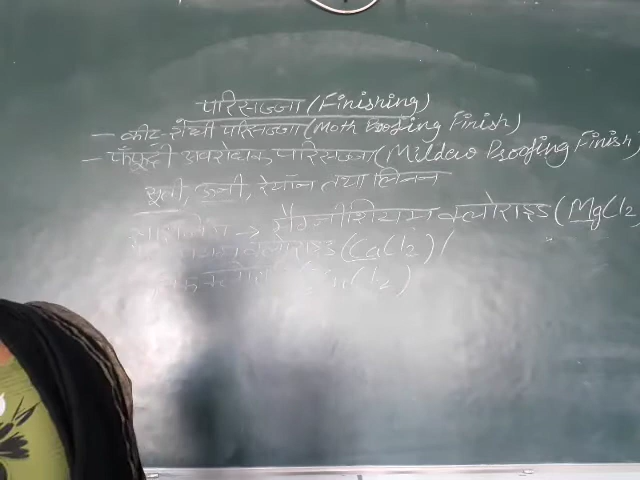 परिसज्जा (Finishing)
- कीट-रोधी परिसज्जा (Moth Proofing Finish)
- फफूंदी अवरोधक परिसज्जा (Mildew Proofing Finish)
सूती, ऊनी, रेयॉन तथा लिनन
→ मैग्नीशियम क्लोराइड (MgCl2,
क्लोराइड (CaCl2) (